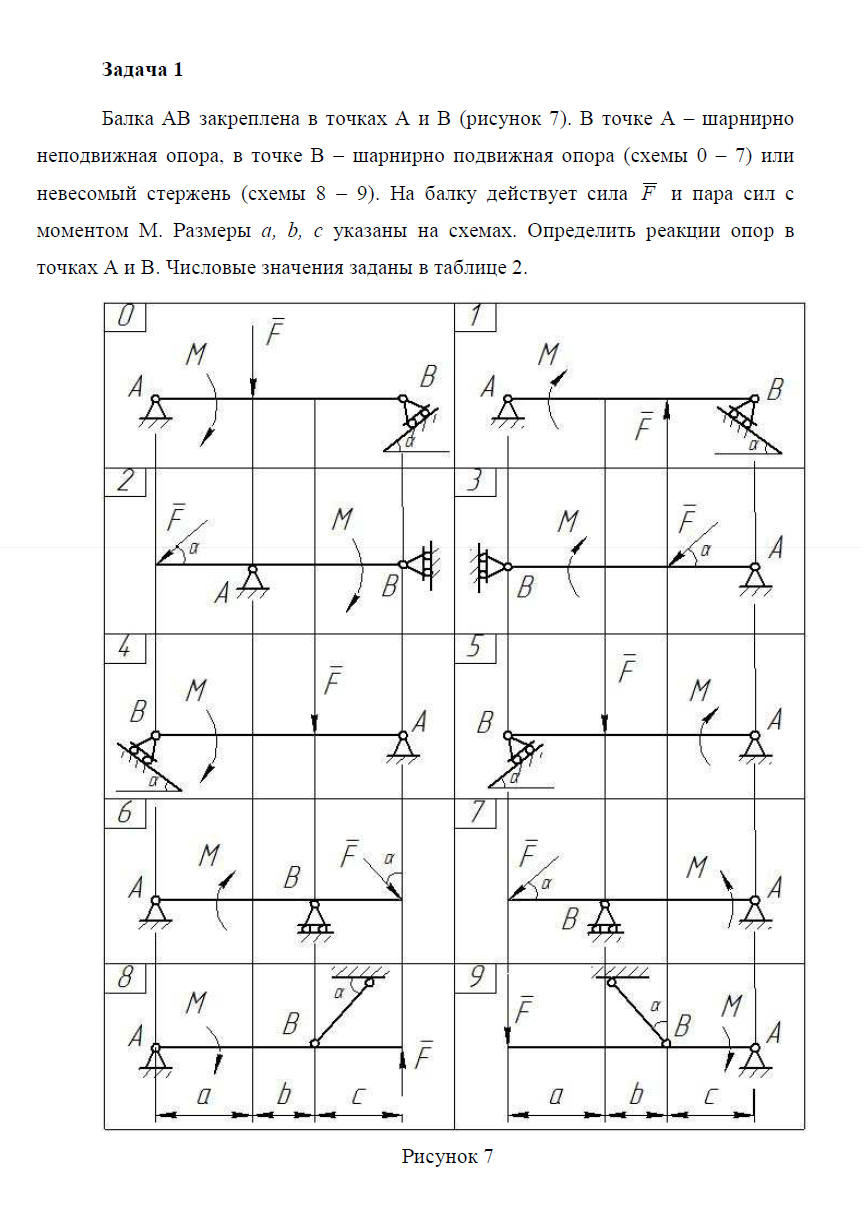 Задача 1
Балка АВ закреплена в точках А и В (рисунок 7). В точке А – шарнирно
неподвижная опора, в точке В – шарнирно подвижная опора (схемы 0 – 7) или
невесомый стержень (схемы 8 – 9). На балку действует сила F̅ и пара сил с
моментом М. Размеры a, b, c указаны на схемах. Определить реакции опор в
точках А и В. Числовые значения заданы в таблице 2.
0
M
F̅
A
B
α
1
M
A
F̅
B
α
2
F̅
α
M
A
B
3
M
F̅
α
A
B
4
B
M
F̅
A
α
5
B
F̅
M
A
α
6
A
M
B
F̅
α
7
F̅
α
B
M
A
8
A
M
B
α
F̅
a
b
c
9
F̅
α
B
M
A
a
b
c
Рисунок 7